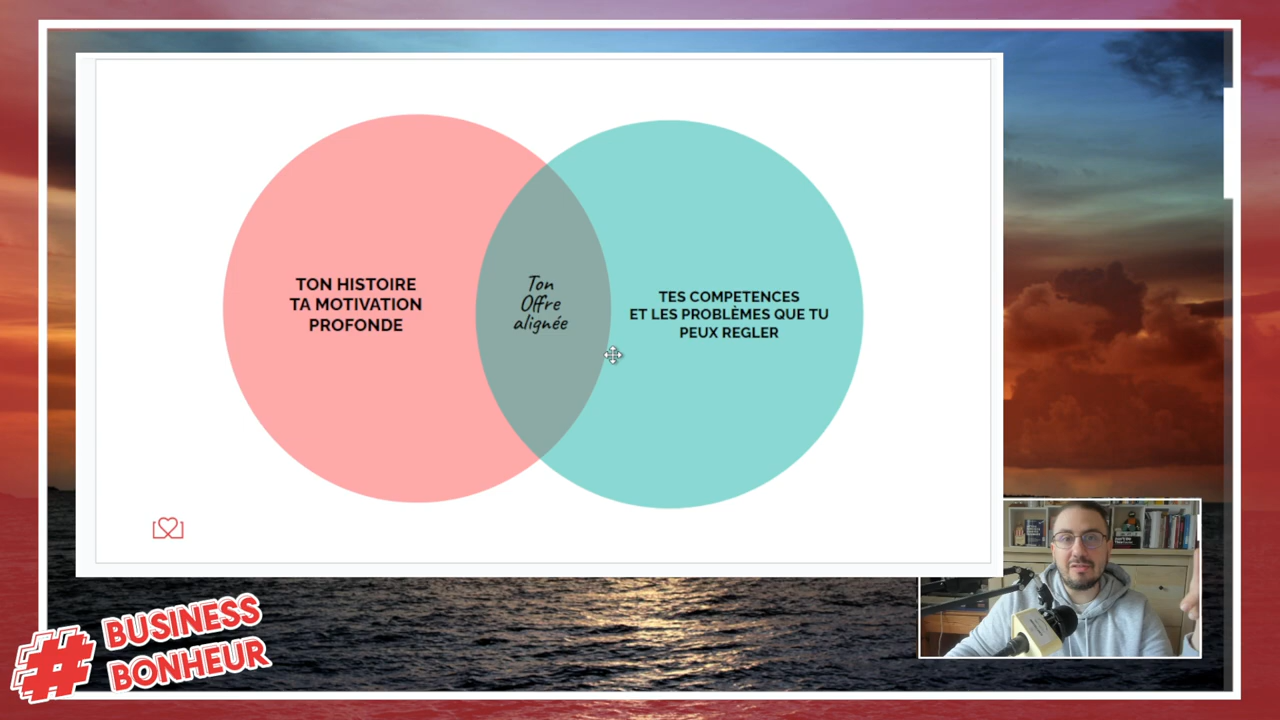 TON HISTOIRE
TA MOTIVATION
PROFONDE
Ton
Offre
alignée
TES COMPETENCES
ET LES PROBLÈMES QUE TU
PEUX REGLER
# BUSINESS
BONHEUR